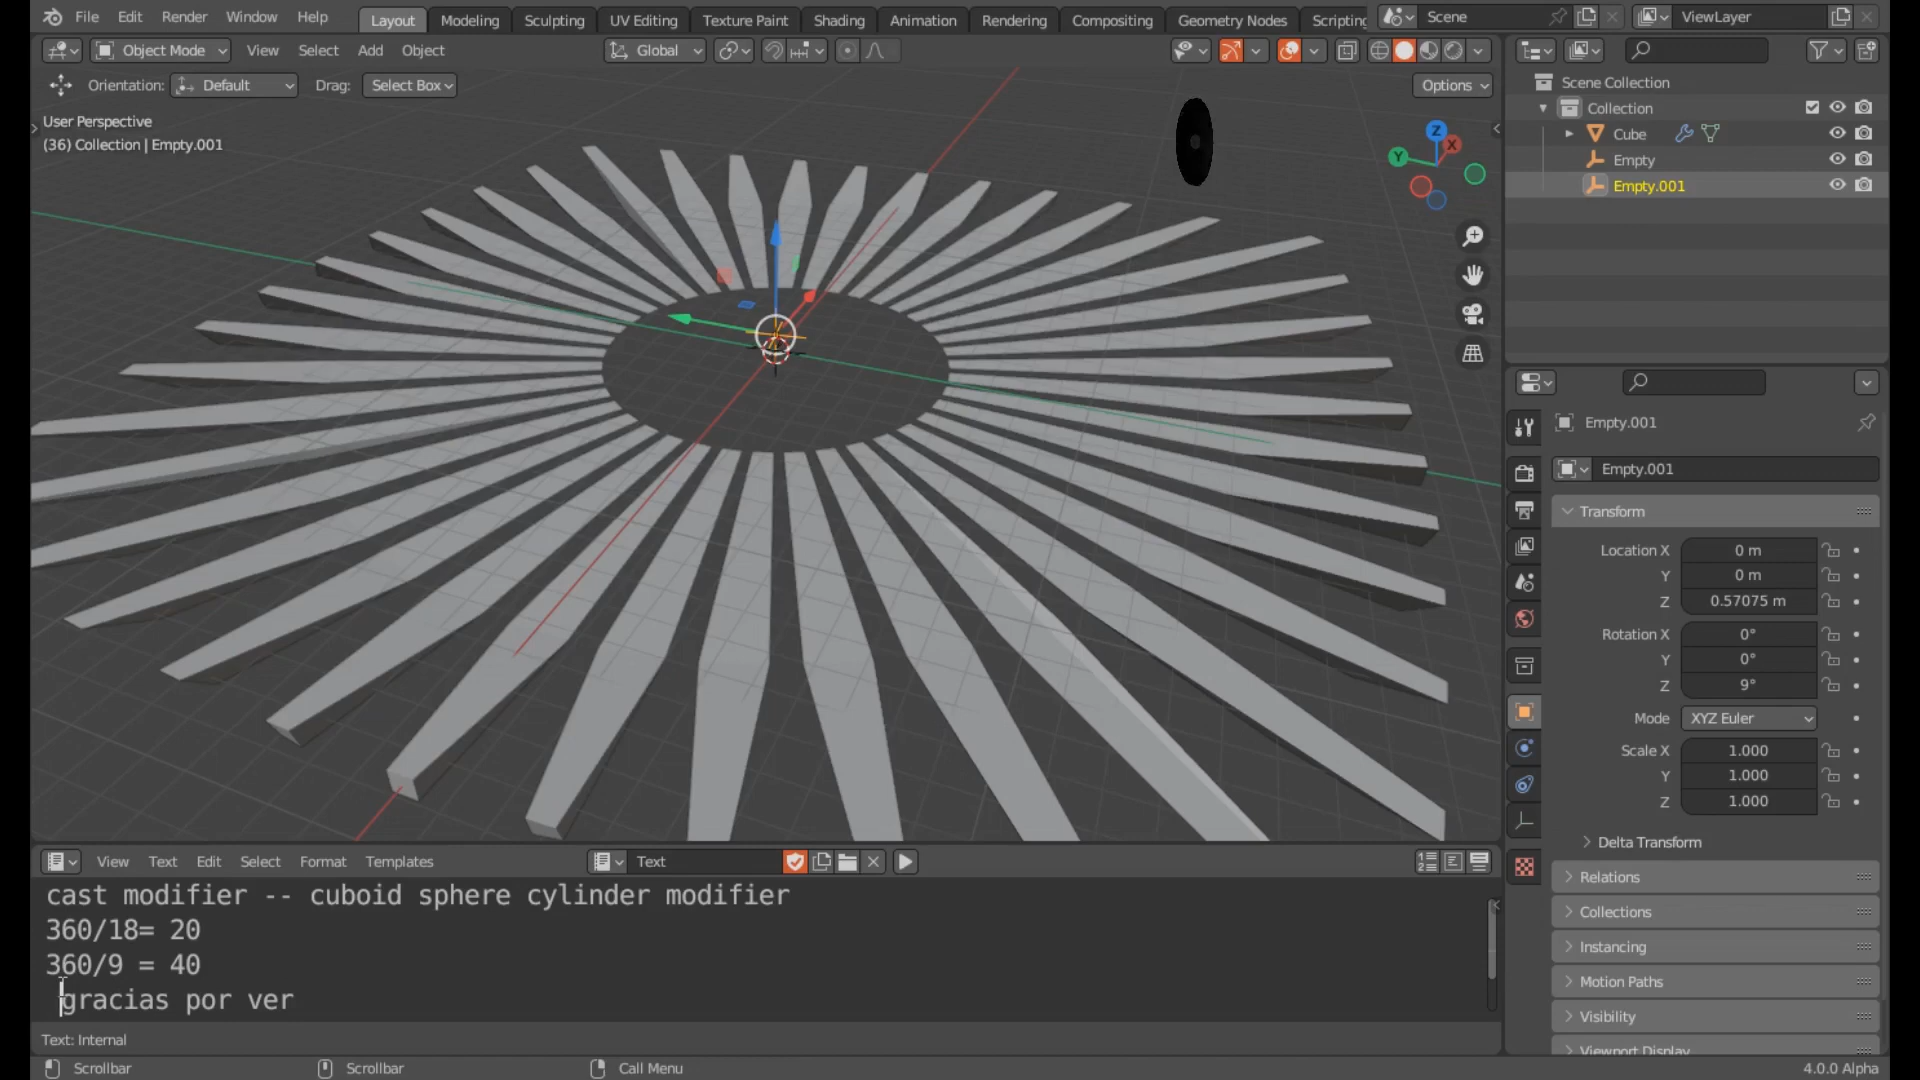 File Edit Render Window Help Layout Modeling Sculpting UV Editing Texture Paint Shading Animation Rendering Compositing Geometry Nodes Scripting Scene ViewLayer
Object Mode View Select Add Object Global
Orientation: Default Drag: Select Box Options
User Perspective
(36) Collection | Empty.001
Z
X
Y
Scene Collection
Collection
Cube
Empty
Empty.001
Empty.001
Empty.001
Transform
Location X 0 m
Y 0 m
Z 0.57075 m
Rotation X 0°
Y 0°
Z 9°
Mode XYZ Euler
Scale X 1.000
Y 1.000
Z 1.000
Delta Transform
Relations
Collections
Instancing
Motion Paths
Visibility
Viewport Display
View Text Edit Select Format Templates Text
cast modifier -- cuboid sphere cylinder modifier
360/18= 20
360/9 = 40
gracias por ver
Text: Internal
Scrollbar Scrollbar Call Menu 4.0.0 Alpha